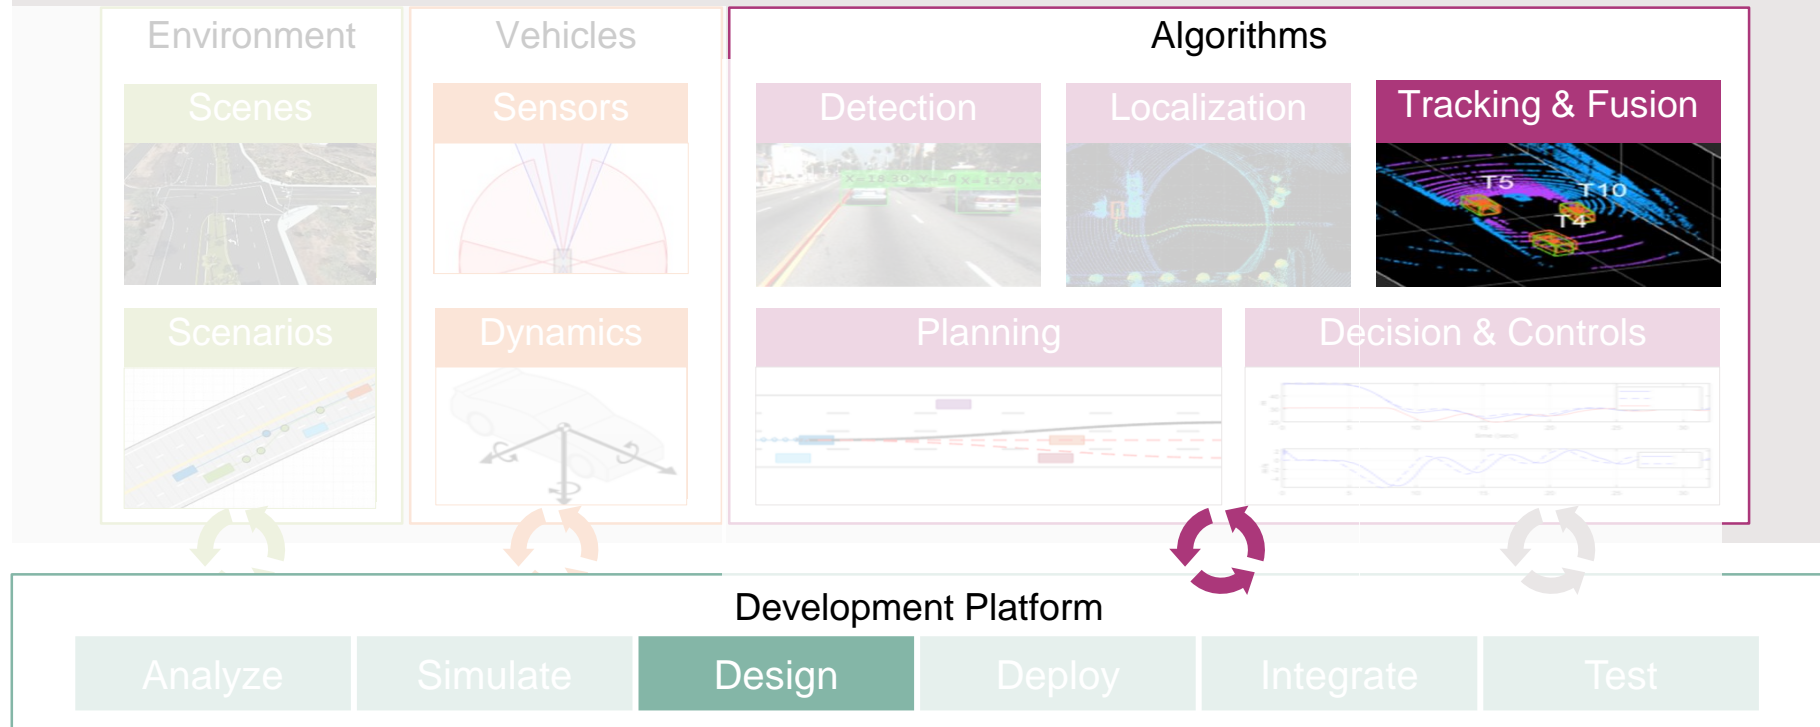 Environment
Vehicles
Algorithms
Scenes
Sensors
Detection
Localization
Tracking & Fusion
T5
T10
T4
Scenarios
Dynamics
Planning
Decision & Controls
Development Platform
Analyze
Simulate
Design
Deploy
Integrate
Test